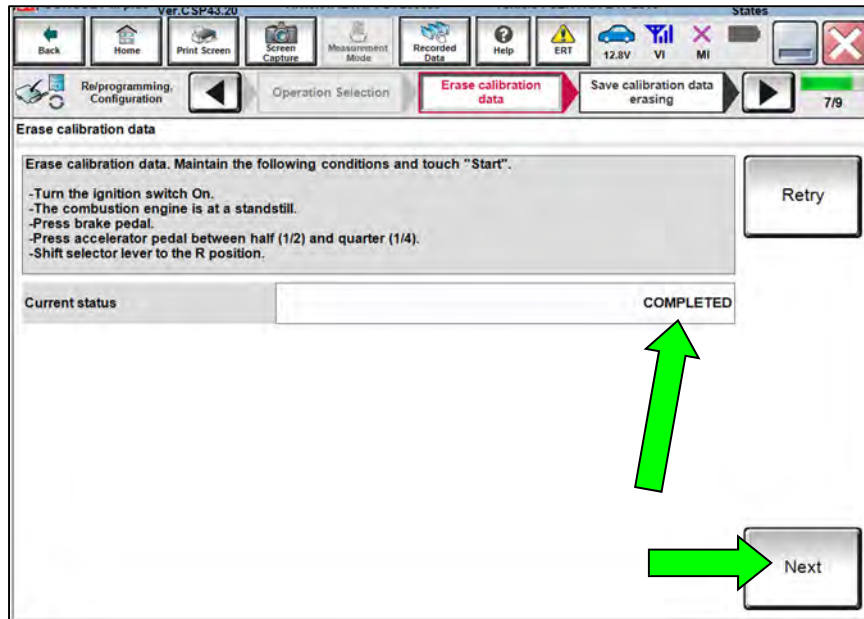 Ver.CSP43.20
States
Back
Home
Print Screen
Screen
Capture
Measurement
Mode
Recorded
Data
Help
ERT
12.8V
VI
MI
Re/programming,
Configuration
Operation Selection
Erase calibration
data
Save calibration data
erasing
7/9
Erase calibration data
Erase calibration data. Maintain the following conditions and touch "Start".
-Turn the ignition switch On.
-The combustion engine is at a standstill.
-Press brake pedal.
-Press accelerator pedal between half (1/2) and quarter (1/4).
-Shift selector lever to the R position.
Retry
Current status
COMPLETED
Next